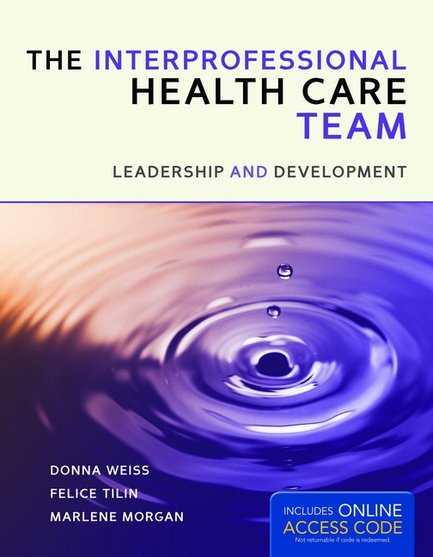 THE INTERPROFESSIONAL
HEALTH CARE
TEAM
LEADERSHIP AND DEVELOPMENT
DONNA WEISS
FELICE TILIN
MARLENE MORGAN
INCLUDES ONLINE
ACCESS CODE
Not returnable if code is redeemed.